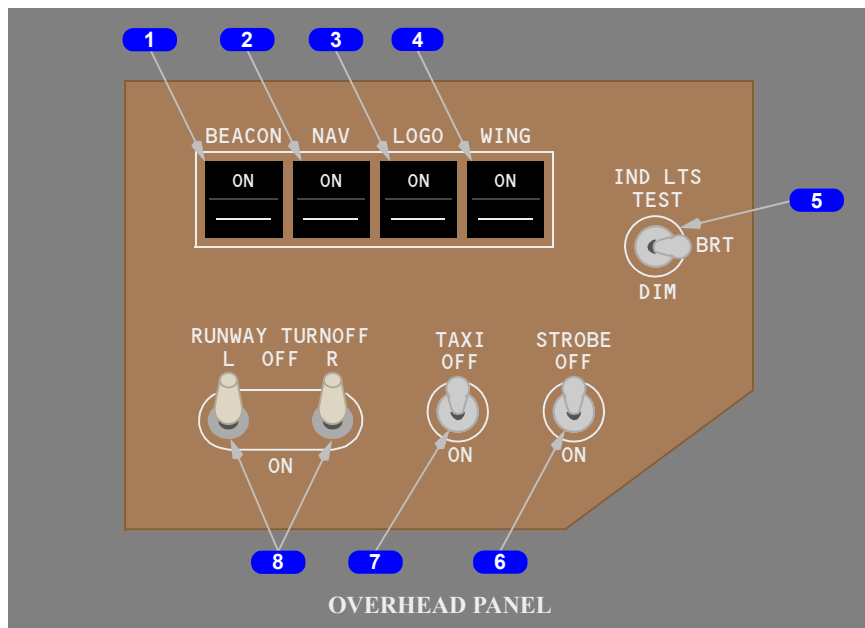 1 2 3 4
BEACON NAV LOGO WING
ON ON ON ON
IND LTS
TEST
5
BRT
DIM
RUNWAY TURNOFF
L OFF R
ON
TAXI
OFF
ON
STROBE
OFF
ON
8 7 6
OVERHEAD PANEL